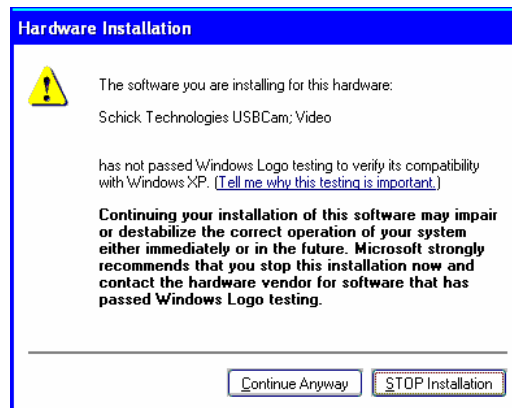 Hardware Installation
The software you are installing for this hardware:
Schick Technologies USBCam; Video
has not passed Windows Logo testing to verify its compatibility
with Windows XP. (Tell me why this testing is important.)
Continuing your installation of this software may impair
or destabilize the correct operation of your system
either immediately or in the future. Microsoft strongly
recommends that you stop this installation now and
contact the hardware vendor for software that has
passed Windows Logo testing.
Continue Anyway
STOP Installation